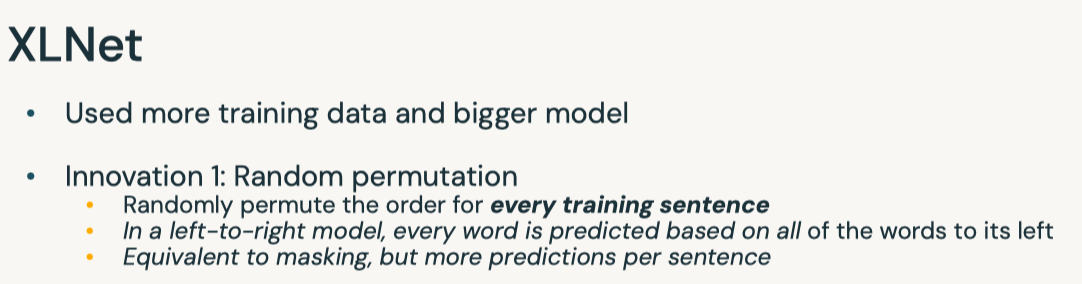 XLNet
• Used more training data and bigger model
• Innovation 1: Random permutation
• Randomly permute the order for every training sentence
• In a left-to-right model, every word is predicted based on all of the words to its left
• Equivalent to masking, but more predictions per sentence